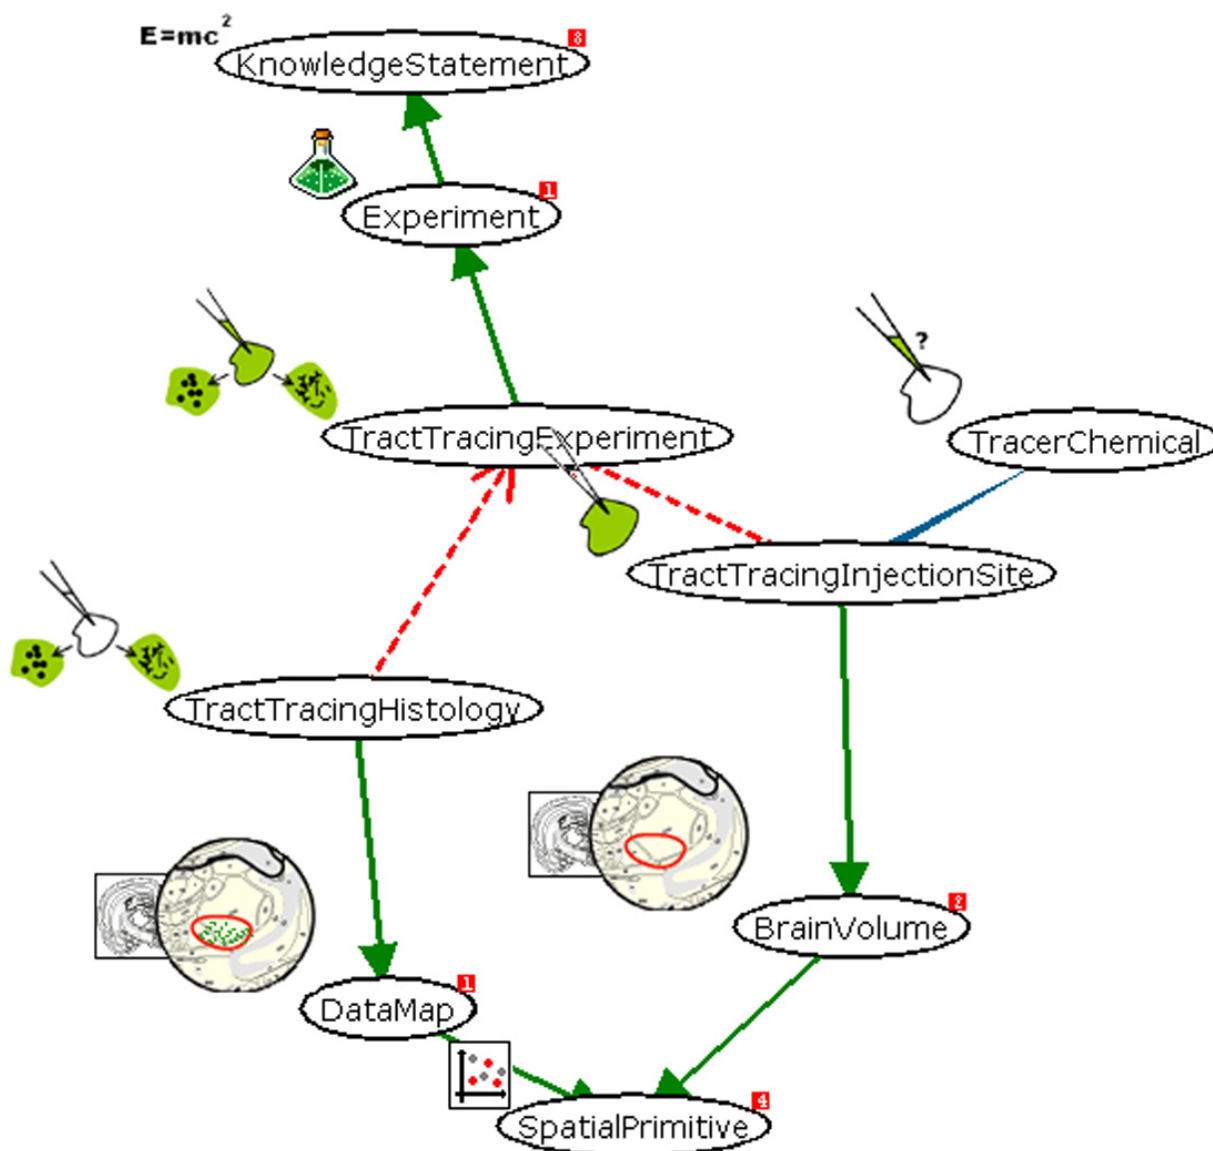 E=mc²
8
KnowledgeStatement
1
Experiment
?
TractTracingExperiment
TracerChemical
TractTracingInjectionSite
TractTracingHistology
2
BrainVolume
1
DataMap
4
SpatialPrimitive